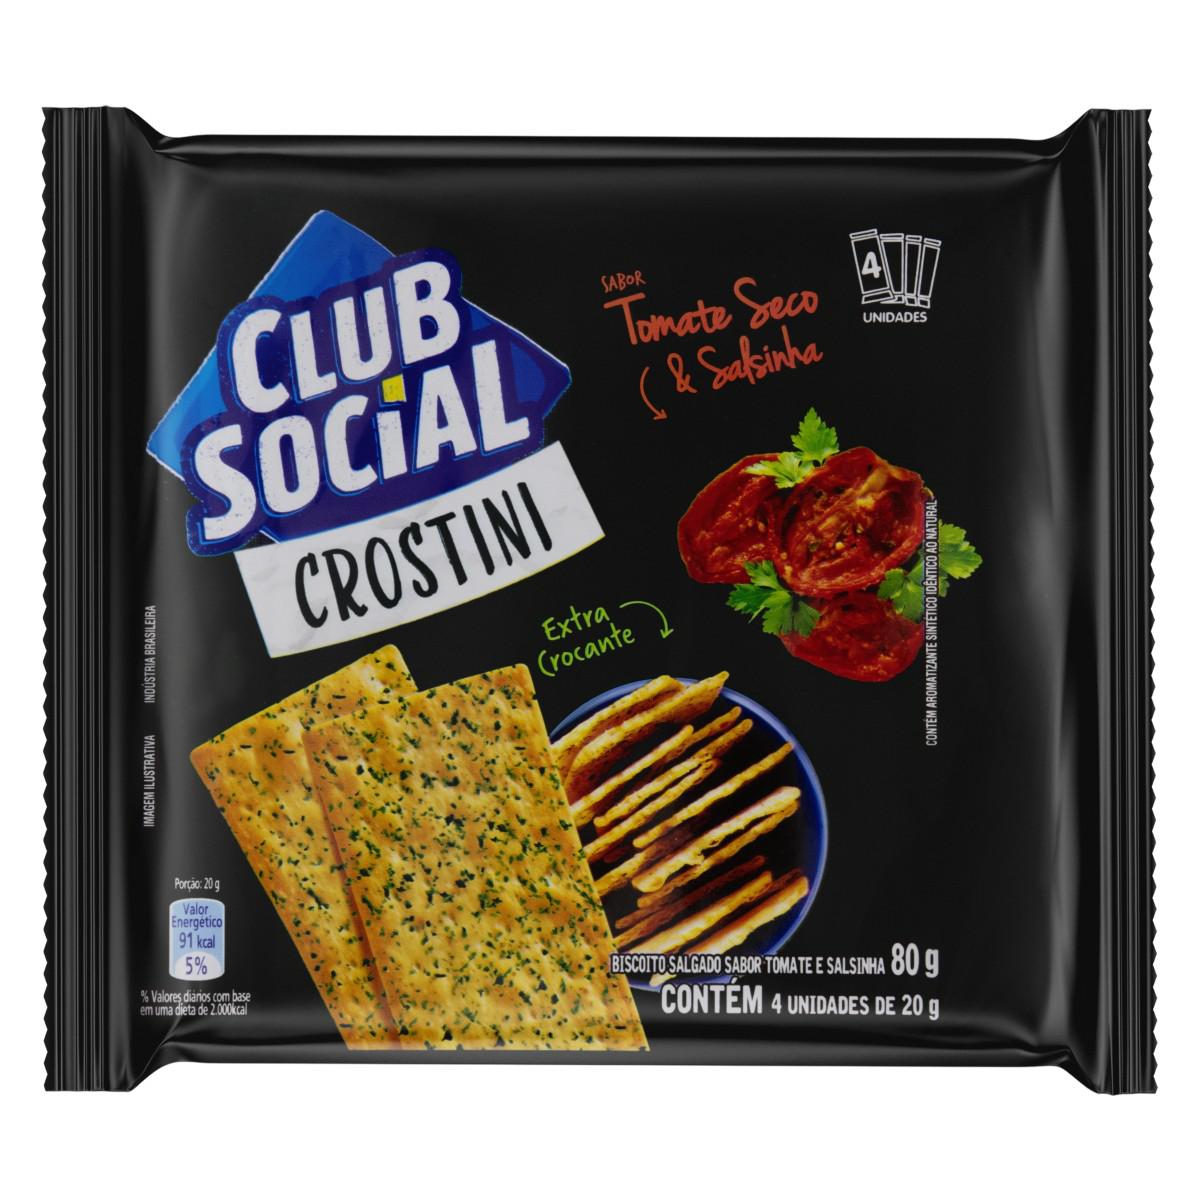 CLUB
SOCIAL
CROSTINI
SABOR
Tomate Seco
& Salsinha
4
UNIDADES
Extra
Crocante
CONTÉM AROMATIZANTE SINTÉTICO IDÊNTICO AO NATURAL
INDÚSTRIA BRASILEIRA
IMAGEM ILUSTRATIVA
Porção: 20 g
Valor
Energético
91 kcal
5%
% Valores diários com base
em uma dieta de 2.000kcal
BISCOITO SALGADO SABOR TOMATE E SALSINHA 80 g
CONTÉM 4 UNIDADES DE 20 g